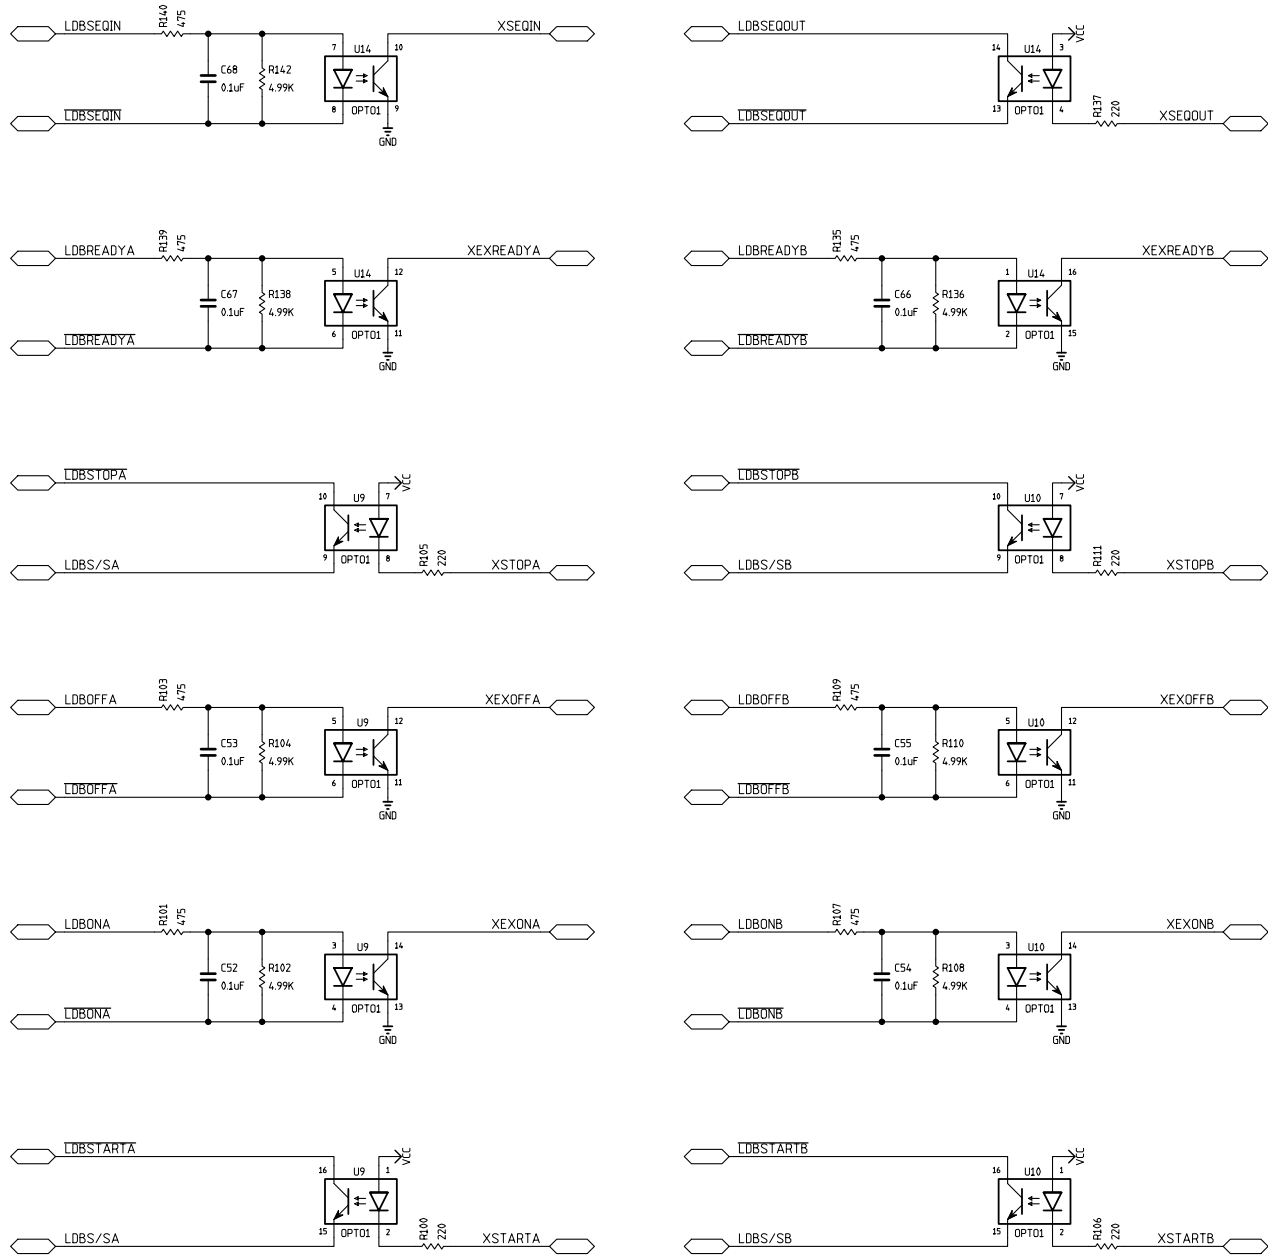 LDBSEQIN
R140
475
C68
0.1uF
R142
4.99K
7
U14
10
8
OPTO1
9
GND
XSEQIN
LDBSEQIN
LDBSEQOUT
14
U14
3
VCC
13
OPTO1
4
R137
220
XSEQOUT
LDBSEQOUT
LDBREADYA
R139
475
C67
0.1uF
R138
4.99K
5
U14
12
6
OPTO1
11
GND
XEXREADYA
LDBREADYA
LDBREADYB
R135
475
C66
0.1uF
R136
4.99K
1
U14
16
2
OPTO1
15
GND
XEXREADYB
LDBREADYB
LDBSTOPA
10
U9
7
VCC
9
OPTO1
8
R105
220
XSTOPA
LDBS/SA
LDBSTOPB
10
U10
7
VCC
9
OPTO1
8
R111
220
XSTOPB
LDBS/SB
LDBOFFA
R103
475
C53
0.1uF
R104
4.99K
5
U9
12
6
OPTO1
11
GND
XEXOFFA
LDBOFFA
LDBOFFB
R109
475
C55
0.1uF
R110
4.99K
5
U10
12
6
OPTO1
11
GND
XEXOFFB
LDBOFFB
LDBONA
R101
475
C52
0.1uF
R102
4.99K
3
U9
14
4
OPTO1
13
GND
XEXONA
LDBONA
LDBONB
R107
475
C54
0.1uF
R108
4.99K
3
U10
14
4
OPTO1
13
GND
XEXONB
LDBONB
LDBSTARTA
16
U9
1
VCC
15
OPTO1
2
R100
220
XSTARTA
LDBS/SA
LDBSTARTB
16
U10
1
VCC
15
OPTO1
2
R106
220
XSTARTB
LDBS/SB